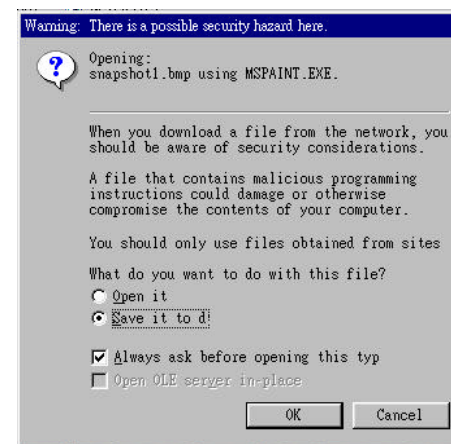 Warning: There is a possible security hazard here.
Opening:
snapshot1.bmp using MSPAINT.EXE.
When you download a file from the network, you
should be aware of security considerations.
A file that contains malicious programming
instructions could damage or otherwise
compromise the contents of your computer.
You should only use files obtained from sites
What do you want to do with this file?
Open it
Save it to d
Always ask before opening this typ
Open OLE server in-place
OK
Cancel